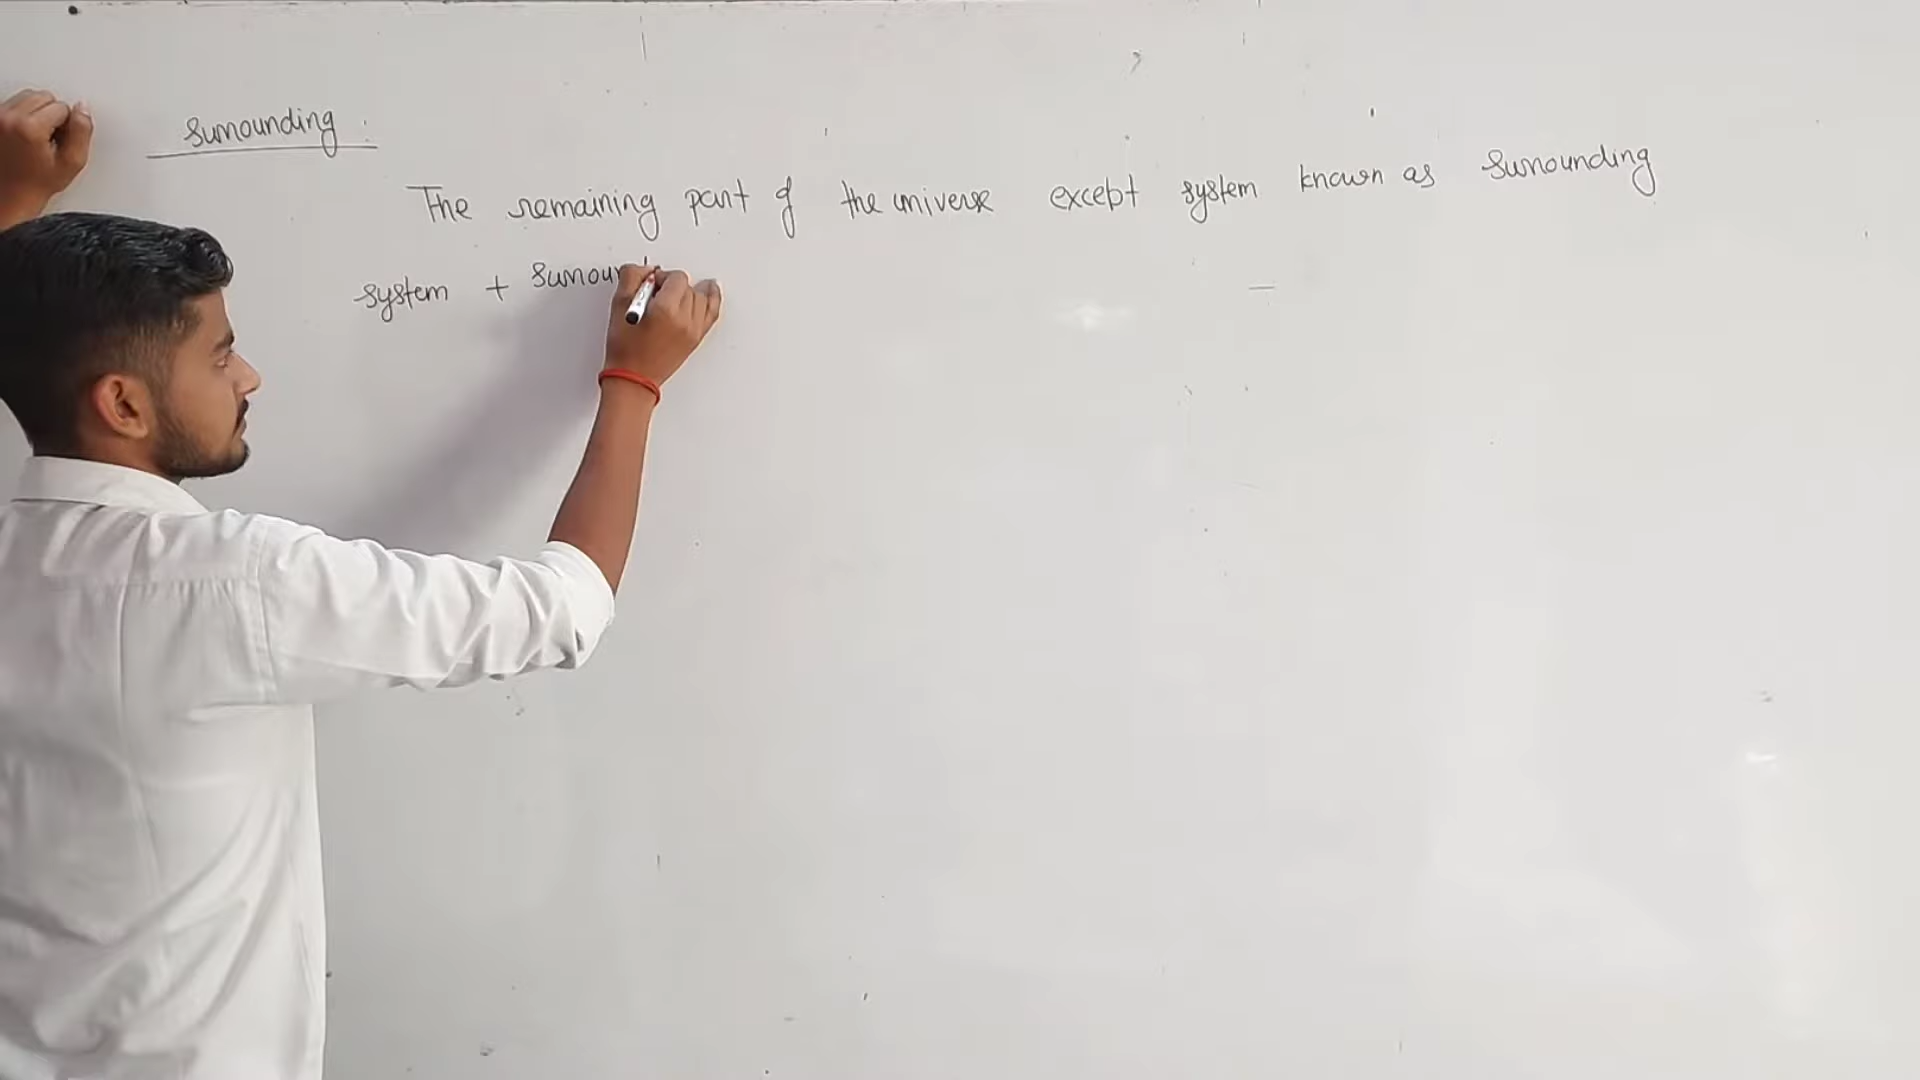 Surrounding :
The remaining part of the universe except system known as surrounding
system + Surround